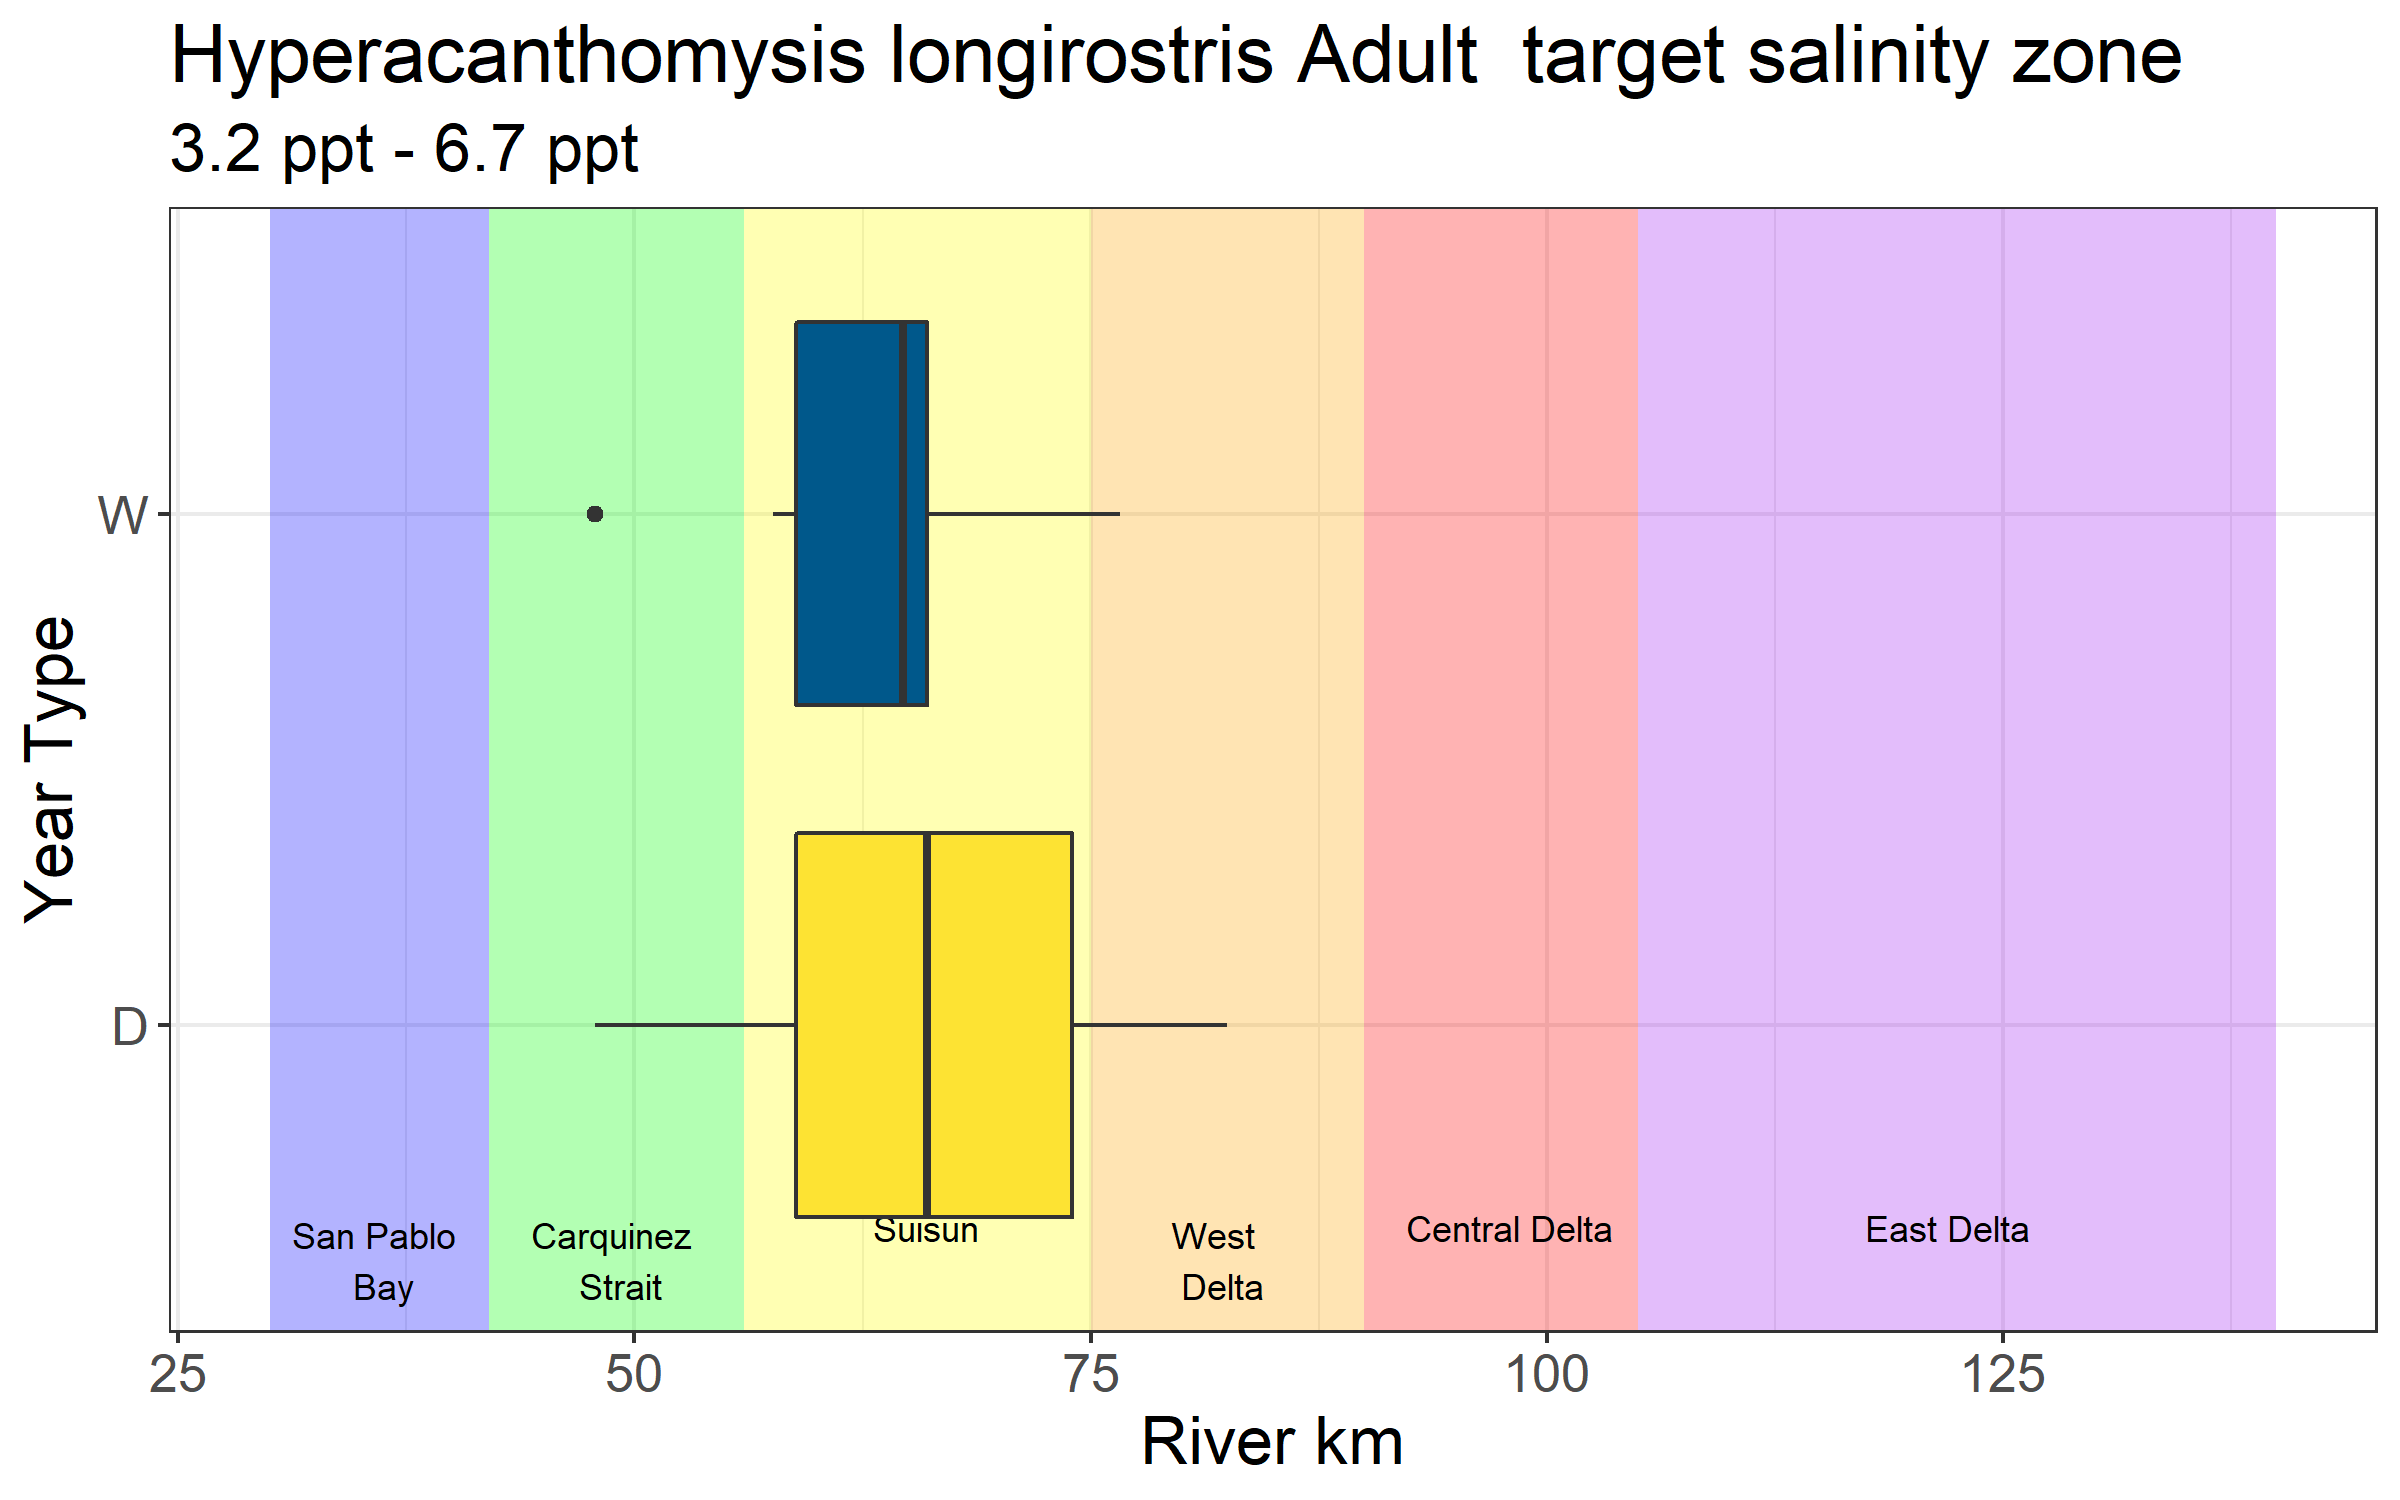 Hyperacanthomysis longirostris Adult  target salinity zone
3.2 ppt - 6.7 ppt
Year Type
W
D
San Pablo
Bay
Carquinez
Strait
Suisun
West
Delta
Central Delta
East Delta
25
50
75
100
125
River km